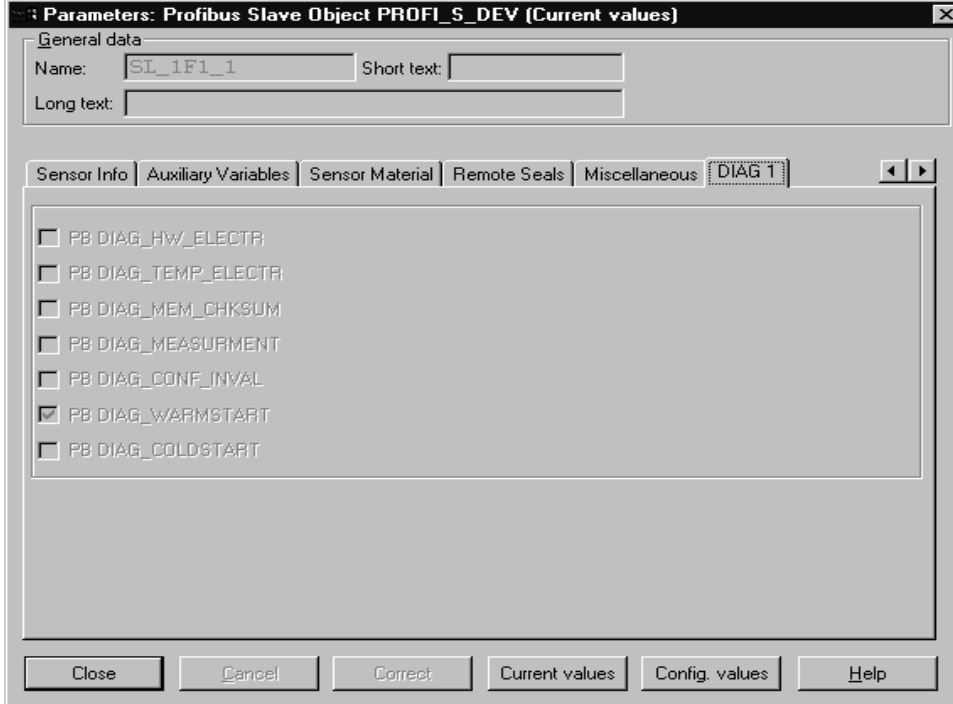 Parameters: Profibus Slave Object PROFI_S_DEV (Current values)
General data
Name: SL_1F1_1 Short text:
Long text:
Sensor Info Auxiliary Variables Sensor Material Remote Seals Miscellaneous DIAG 1
PB DIAG_HW_ELECTR
PB DIAG_TEMP_ELECTR
PB DIAG_MEM_CHKSUM
PB DIAG_MEASURMENT
PB DIAG_CONF_INVAL
PB DIAG_WARMSTART
PB DIAG_COLDSTART
Close Cancel Correct Current values Config. values Help